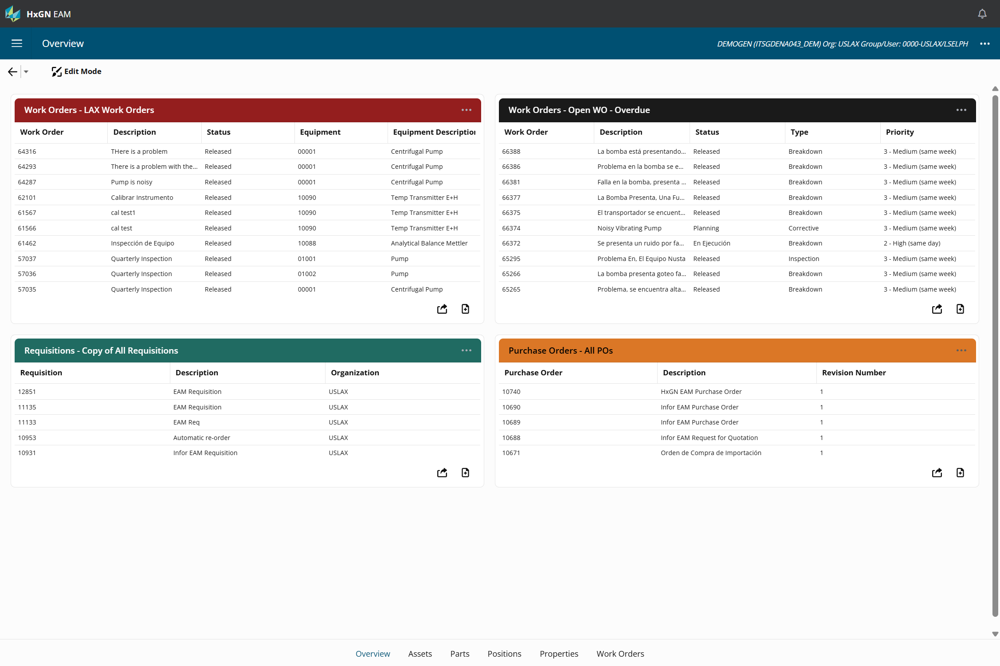 HxGN EAM
Overview
DEMOGEN (ITSGDENA043_DEM) Org: USLAX Group/User: 0000-USLAX/LSELPH
Edit Mode
Work Orders - LAX Work Orders
Work Order Description Status Equipment Equipment Description
64316 THere is a problem Released 00001 Centrifugal Pump
64293 There is a problem with the... Released 00001 Centrifugal Pump
64287 Pump is noisy Released 00001 Centrifugal Pump
62101 Calibrar Instrumento Released 10090 Temp Transmitter E+H
61567 cal test1 Released 10090 Temp Transmitter E+H
61566 cal test Released 10090 Temp Transmitter E+H
61462 Inspección de Equipo Released 10088 Analytical Balance Mettler
57037 Quarterly Inspection Released 01001 Pump
57036 Quarterly Inspection Released 01002 Pump
57035 Quarterly Inspection Released 00001 Centrifugal Pump
Work Orders - Open WO - Overdue
Work Order Description Status Type Priority
66388 La bomba está presentando... Released Breakdown 3 - Medium (same week)
66386 Problema en la bomba se e... Released Breakdown 3 - Medium (same week)
66381 Falla en la bomba, presenta ... Released Breakdown 3 - Medium (same week)
66377 La Bomba Presenta, Una Fu... Released Breakdown 3 - Medium (same week)
66375 El transportador se encuent... Released Breakdown 3 - Medium (same week)
66374 Noisy Vibrating Pump Planning Corrective 3 - Medium (same week)
66372 Se presenta un ruido por fa... En Ejecución Breakdown 2 - High (same day)
65295 Problema En, El Equipo Nusta Released Inspection 3 - Medium (same week)
65266 La bomba presenta goteo fa... Released Breakdown 3 - Medium (same week)
65265 Problema, se encuentra alta... Released Breakdown 3 - Medium (same week)
Requisitions - Copy of All Requisitions
Requisition Description Organization
12851 EAM Requisition USLAX
11135 EAM Requisition USLAX
11133 EAM Req USLAX
10953 Automatic re-order USLAX
10931 Infor EAM Requisition USLAX
Purchase Orders - All POs
Purchase Order Description Revision Number
10740 HxGN EAM Purchase Order 1
10690 Infor EAM Purchase Order 1
10689 Infor EAM Purchase Order 1
10688 Infor EAM Request for Quotation 1
10671 Orden de Compra de Importación 1
Overview Assets Parts Positions Properties Work Orders